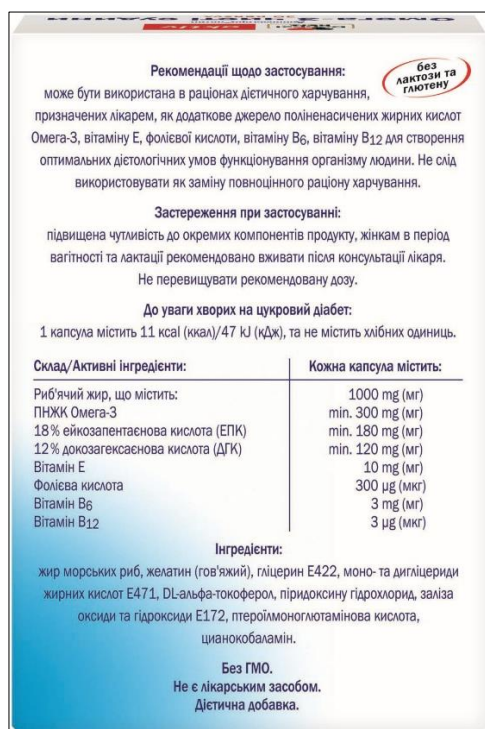 Рекомендації щодо застосування:
без
лактози та
глютену
може бути використана в раціонах дієтичного харчування,
призначених лікарем, як додаткове джерело поліненасичених жирних кислот
Омега-3, вітаміну Е, фолієвої кислоти, вітаміну B6, вітаміну B12 для створення
оптимальних дієтологічних умов функціонування організму людини. Не слід
використовувати як заміну повноцінного раціону харчування.
Застереження при застосуванні:
підвищена чутливість до окремих компонентів продукту, жінкам в період
вагітності та лактації рекомендовано вживати після консультації лікаря.
Не перевищувати рекомендовану дозу.
До уваги хворих на цукровий діабет:
1 капсула містить 11 kcal (ккал)/47 kJ (кДж), та не містить хлібних одиниць.
Склад/Активні інгредієнти: Кожна капсула містить:
Риб'ячий жир, що містить: 1000 mg (мг)
ПНЖК Омега-3 min. 300 mg (мг)
18% ейкозапентаєнова кислота (ЕПК) min. 180 mg (мг)
12% докозагексаєнова кислота (ДГК) min. 120 mg (мг)
Вітамін Е 10 mg (мг)
Фолієва кислота 300 µg (мкг)
Вітамін B6 3 mg (мг)
Вітамін B12 3 µg (мкг)
Інгредієнти:
жир морських риб, желатин (гов'яжий), гліцерин Е422, моно- та дигліцериди
жирних кислот Е471, DL-альфа-токоферол, піридоксину гідрохлорид, заліза
оксиди та гідроксиди Е172, птероїлмоноглютамінова кислота,
цианокобаламін.
Без ГМО.
Не є лікарським засобом.
Дієтична добавка.